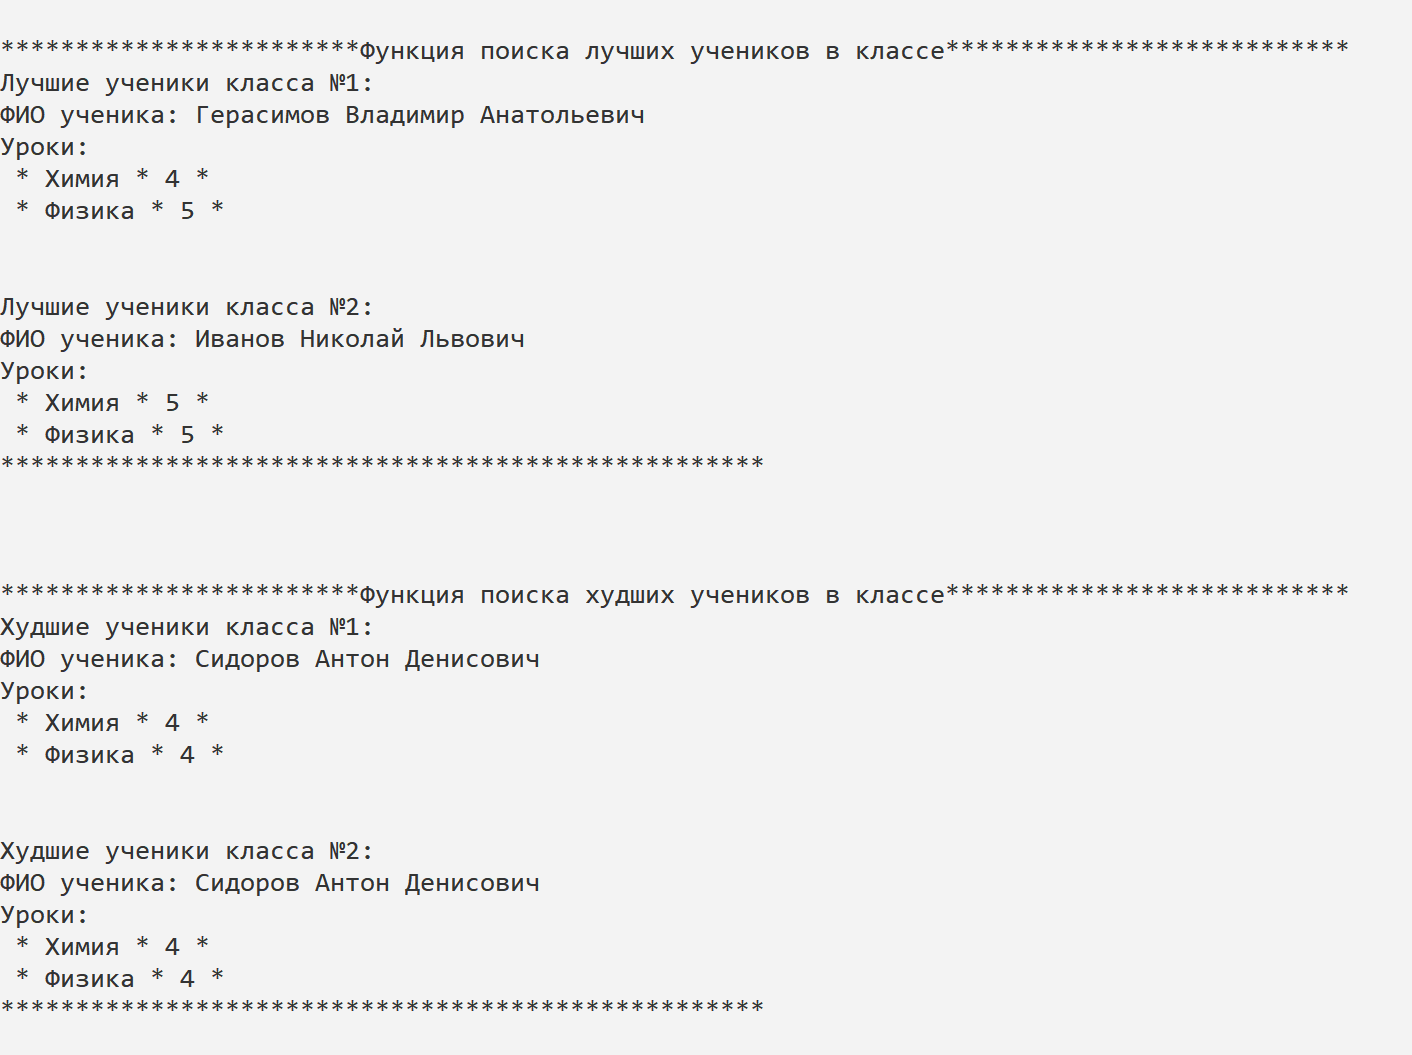 ************************Функция поиска лучших учеников в классе***************************
Лучшие ученики класса №1:
ФИО ученика: Герасимов Владимир Анатольевич
Уроки:
 * Химия * 4 *
 * Физика * 5 *
Лучшие ученики класса №2:
ФИО ученика: Иванов Николай Львович
Уроки:
 * Химия * 5 *
 * Физика * 5 *
***************************************************
************************Функция поиска худших учеников в классе***************************
Худшие ученики класса №1:
ФИО ученика: Сидоров Антон Денисович
Уроки:
 * Химия * 4 *
 * Физика * 4 *
Худшие ученики класса №2:
ФИО ученика: Сидоров Антон Денисович
Уроки:
 * Химия * 4 *
 * Физика * 4 *
***************************************************